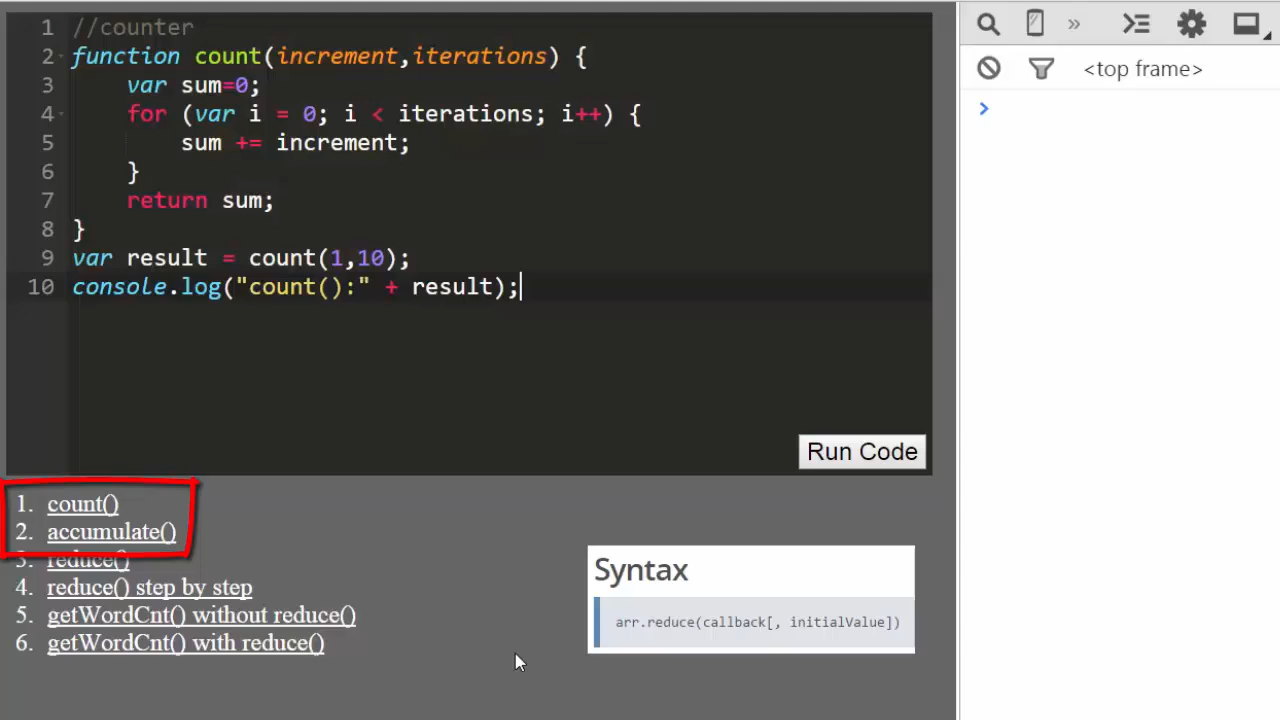 1 //counter
2 function count(increment,iterations) {
3 var sum=0;
4 for (var i = 0; i < iterations; i++) {
5 sum += increment;
6 }
7 return sum;
8 }
9 var result = count(1,10);
10 console.log("count():" + result);
Run Code
1. count()
2. accumulate()
3. reduce()
4. reduce() step by step
5. getWordCnt() without reduce()
6. getWordCnt() with reduce()
Syntax
arr.reduce(callback[, initialValue])
<top frame>